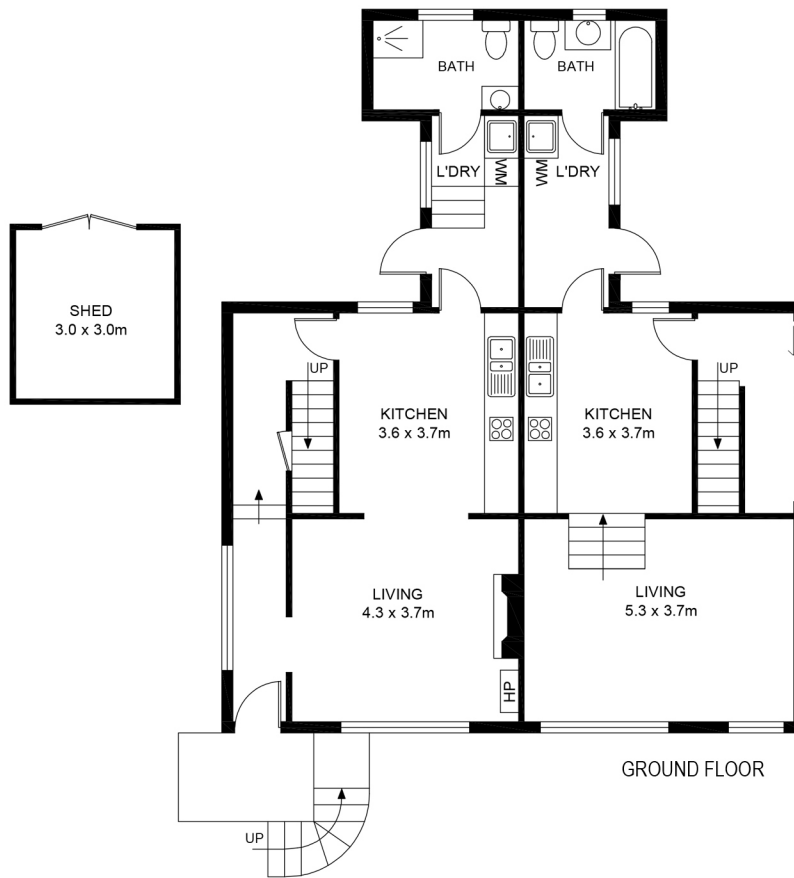 BATH
BATH
L'DRY
L'DRY
WM
WM
SHED
3.0 x 3.0m
UP
UP
KITCHEN
3.6 x 3.7m
KITCHEN
3.6 x 3.7m
LIVING
4.3 x 3.7m
LIVING
5.3 x 3.7m
HP
GROUND FLOOR
UP